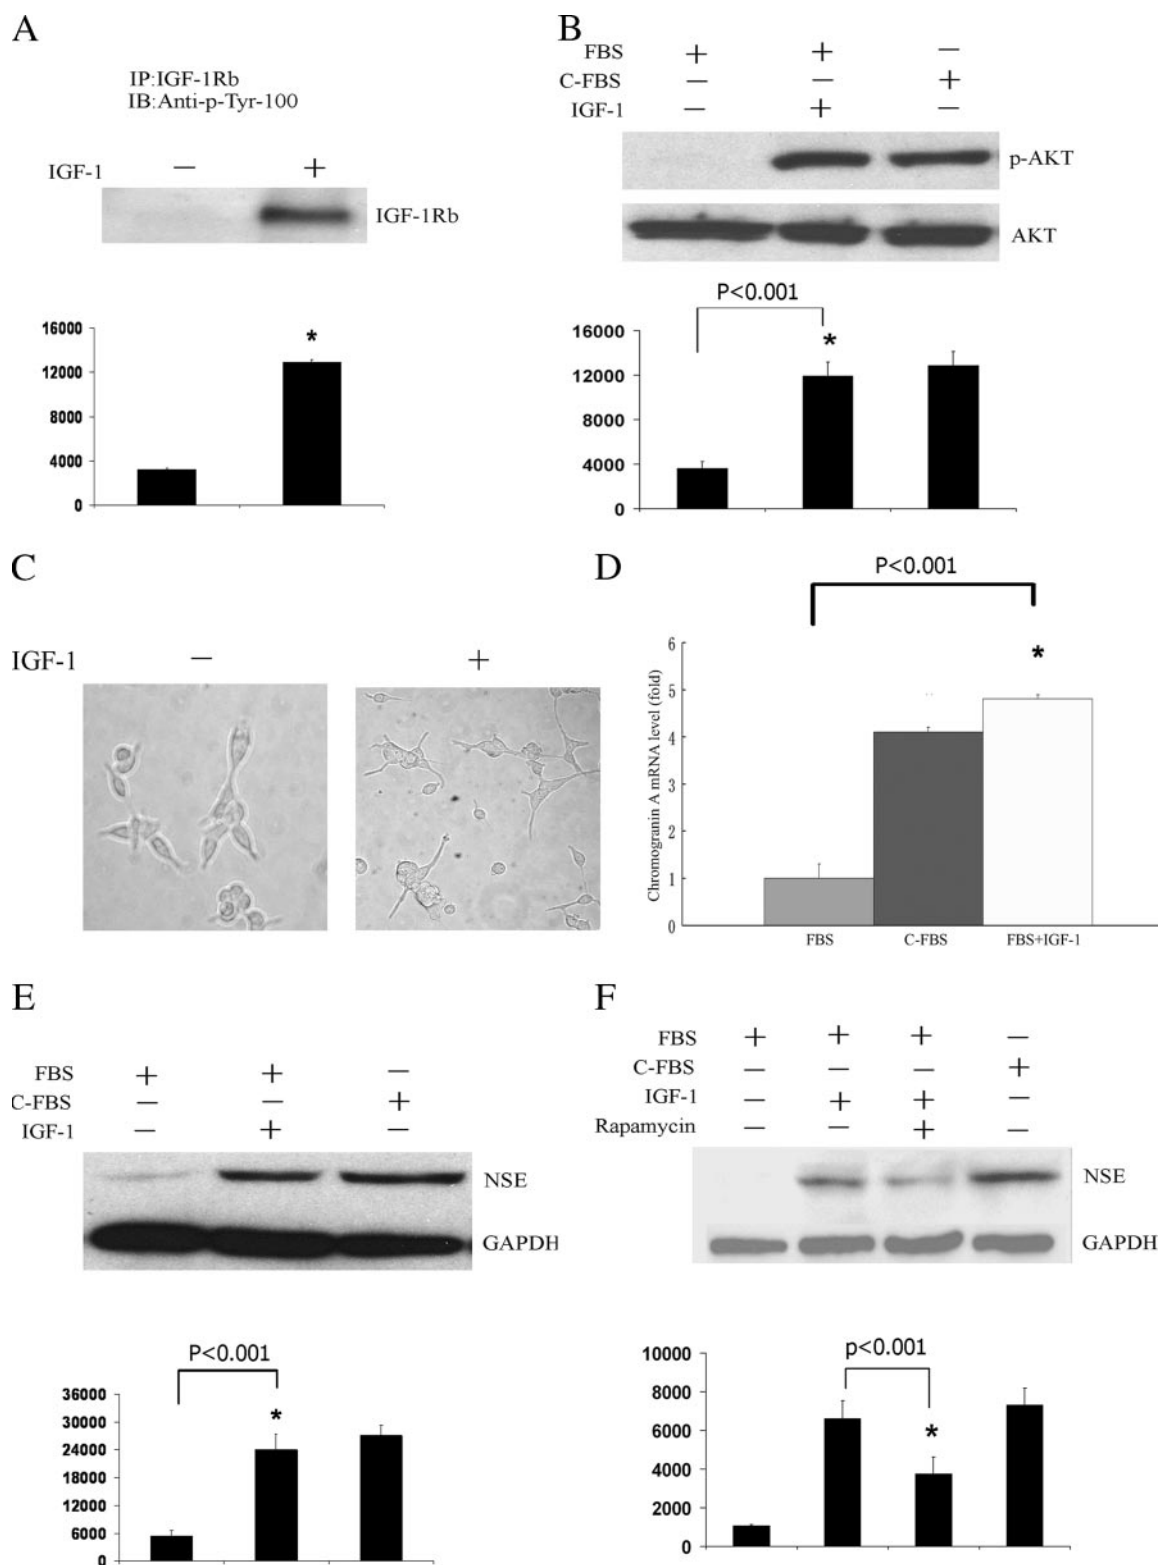 A
IP:IGF-1Rb
IB:Anti-p-Tyr-100
IGF-1 — +
IGF-1Rb
16000
12000
8000
4000
0
*
B
FBS + + —
C-FBS — — +
IGF-1 — + —
p-AKT
AKT
P<0.001
16000
12000
8000
4000
0
*
C
IGF-1 — +
D
P<0.001
Chromogranin A mRNA level (fold)
6
5
4
3
2
1
0
*
FBS C-FBS FBS+IGF-1
E
FBS + + —
C-FBS — — +
IGF-1 — + —
NSE
GAPDH
P<0.001
36000
30000
24000
18000
12000
6000
0
*
F
FBS + + + —
C-FBS — — — +
IGF-1 — + + —
Rapamycin — — + —
NSE
GAPDH
p<0.001
10000
8000
6000
4000
2000
0
*